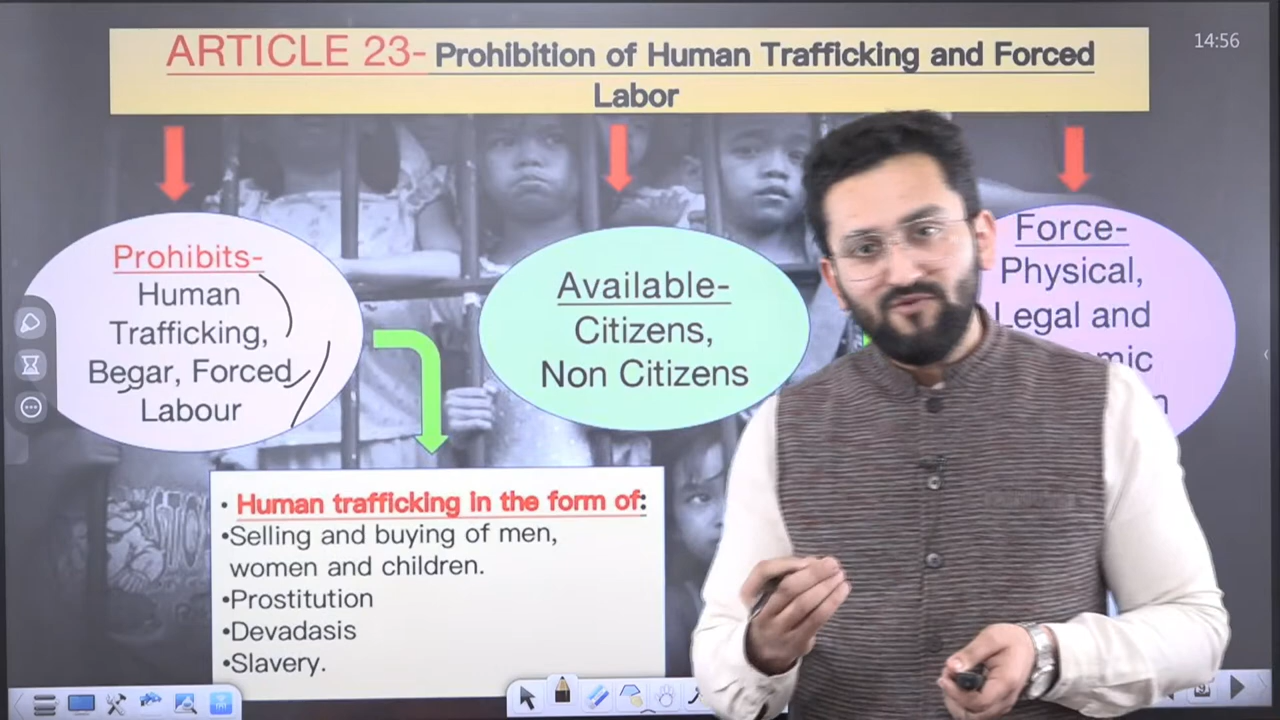 ARTICLE 23- Prohibition of Human Trafficking and Forced
Labor
14:56
Prohibits-
Human
Trafficking,
Begar, Forced
Labour
Available-
Citizens,
Non Citizens
Force-
Physical,
Legal and
• Human trafficking in the form of:
•Selling and buying of men,
women and children.
•Prostitution
•Devadasis
•Slavery.